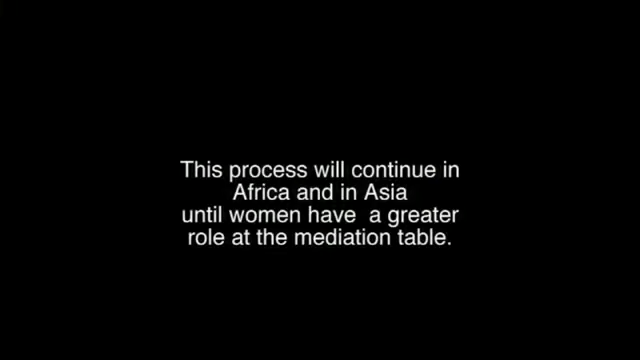 This process will continue in
Africa and in Asia
until women have  a greater
role at the mediation table.